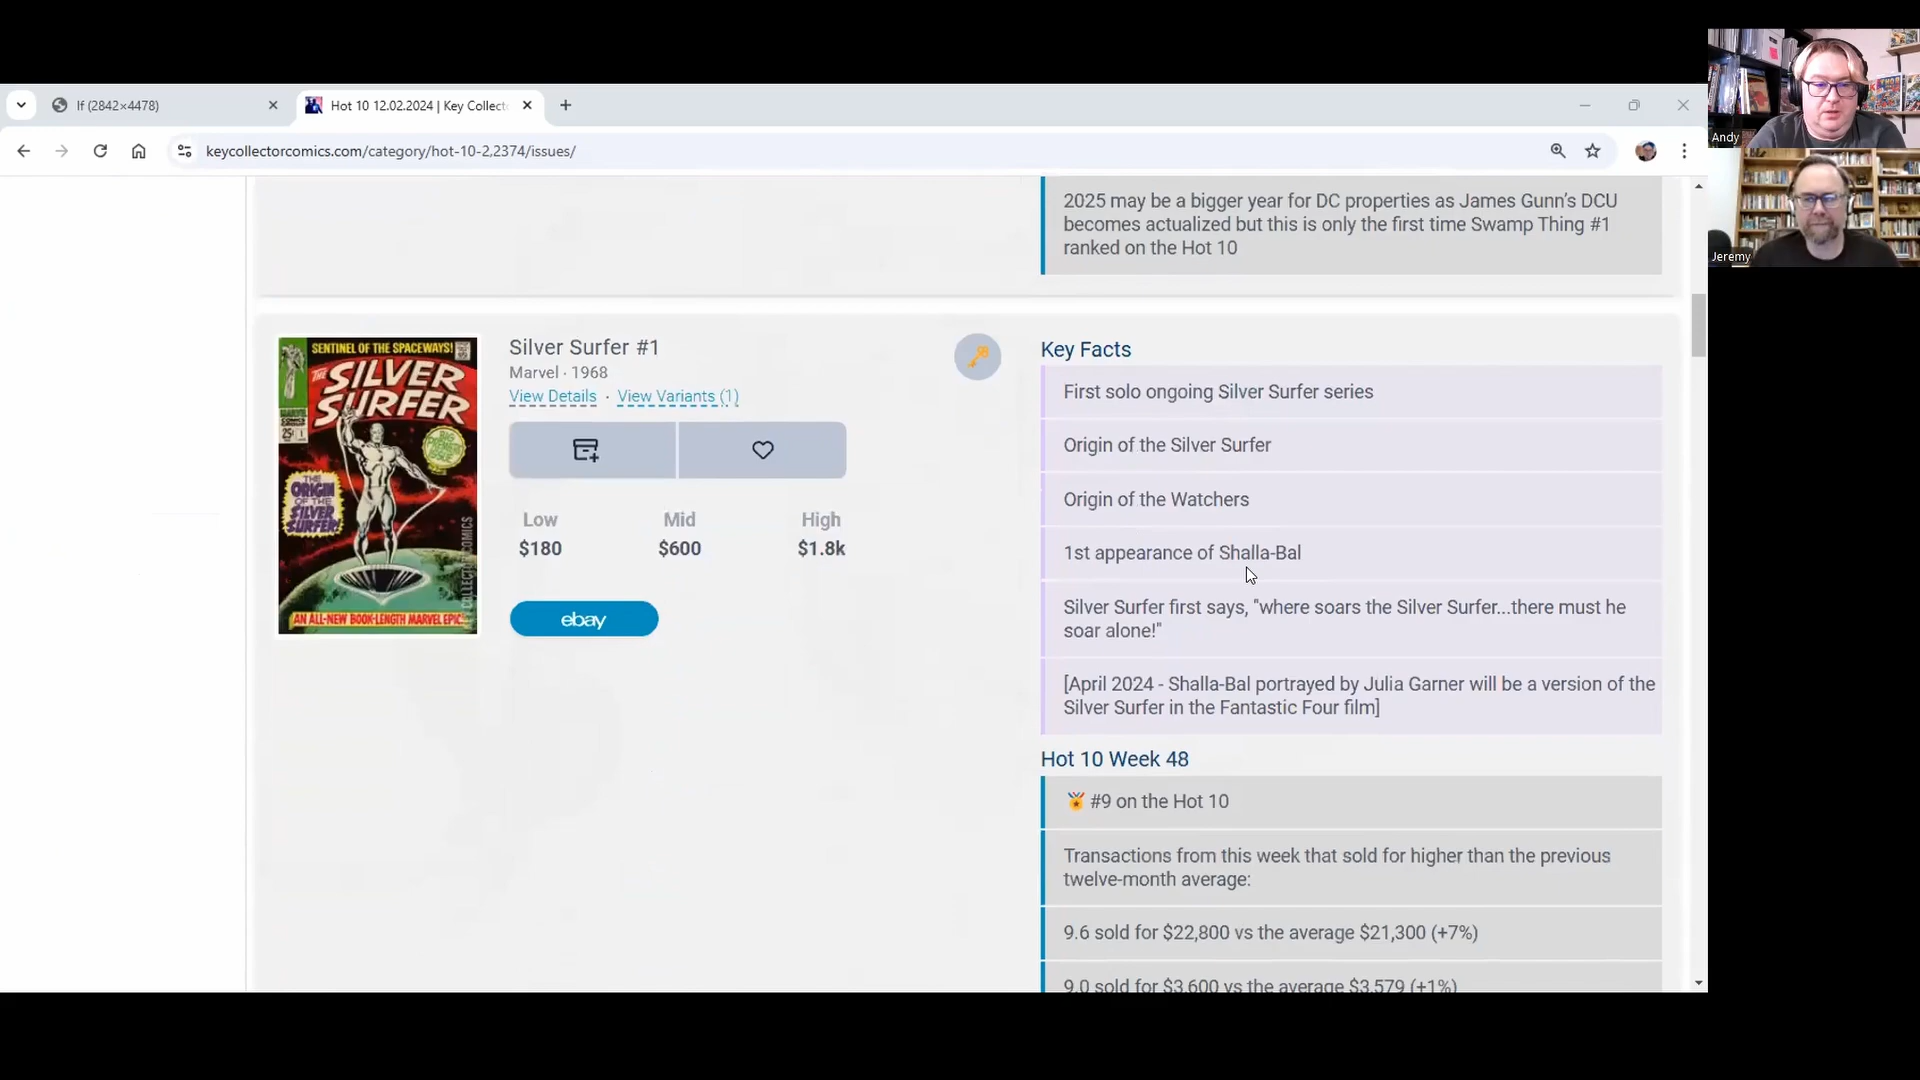 If (2842×4478)
Hot 10 12.02.2024 | Key Collect
keycollectorcomics.com/category/hot-10-2,2374/issues/
Andy
Jeremy
2025 may be a bigger year for DC properties as James Gunn’s DCU
becomes actualized but this is only the first time Swamp Thing #1
ranked on the Hot 10
SENTINEL OF THE SPACEWAYS!
THE
SILVER
SURFER
MARVEL
COMICS
25¢
1
BIG
PREMIERE
ISSUE
THE
ORIGIN
OF THE
SILVER
SURFER!
KEY COLLECTOR COMICS
AN ALL-NEW BOOK-LENGTH MARVEL EPIC
Silver Surfer #1
Marvel · 1968
View Details · View Variants (1)
Low Mid High
$180 $600 $1.8k
ebay
Key Facts
First solo ongoing Silver Surfer series
Origin of the Silver Surfer
Origin of the Watchers
1st appearance of Shalla-Bal
Silver Surfer first says, "where soars the Silver Surfer...there must he
soar alone!"
[April 2024 - Shalla-Bal portrayed by Julia Garner will be a version of the
Silver Surfer in the Fantastic Four film]
Hot 10 Week 48
#9 on the Hot 10
Transactions from this week that sold for higher than the previous
twelve-month average:
9.6 sold for $22,800 vs the average $21,300 (+7%)
9.0 sold for $3,600 vs the average $3,579 (+1%)